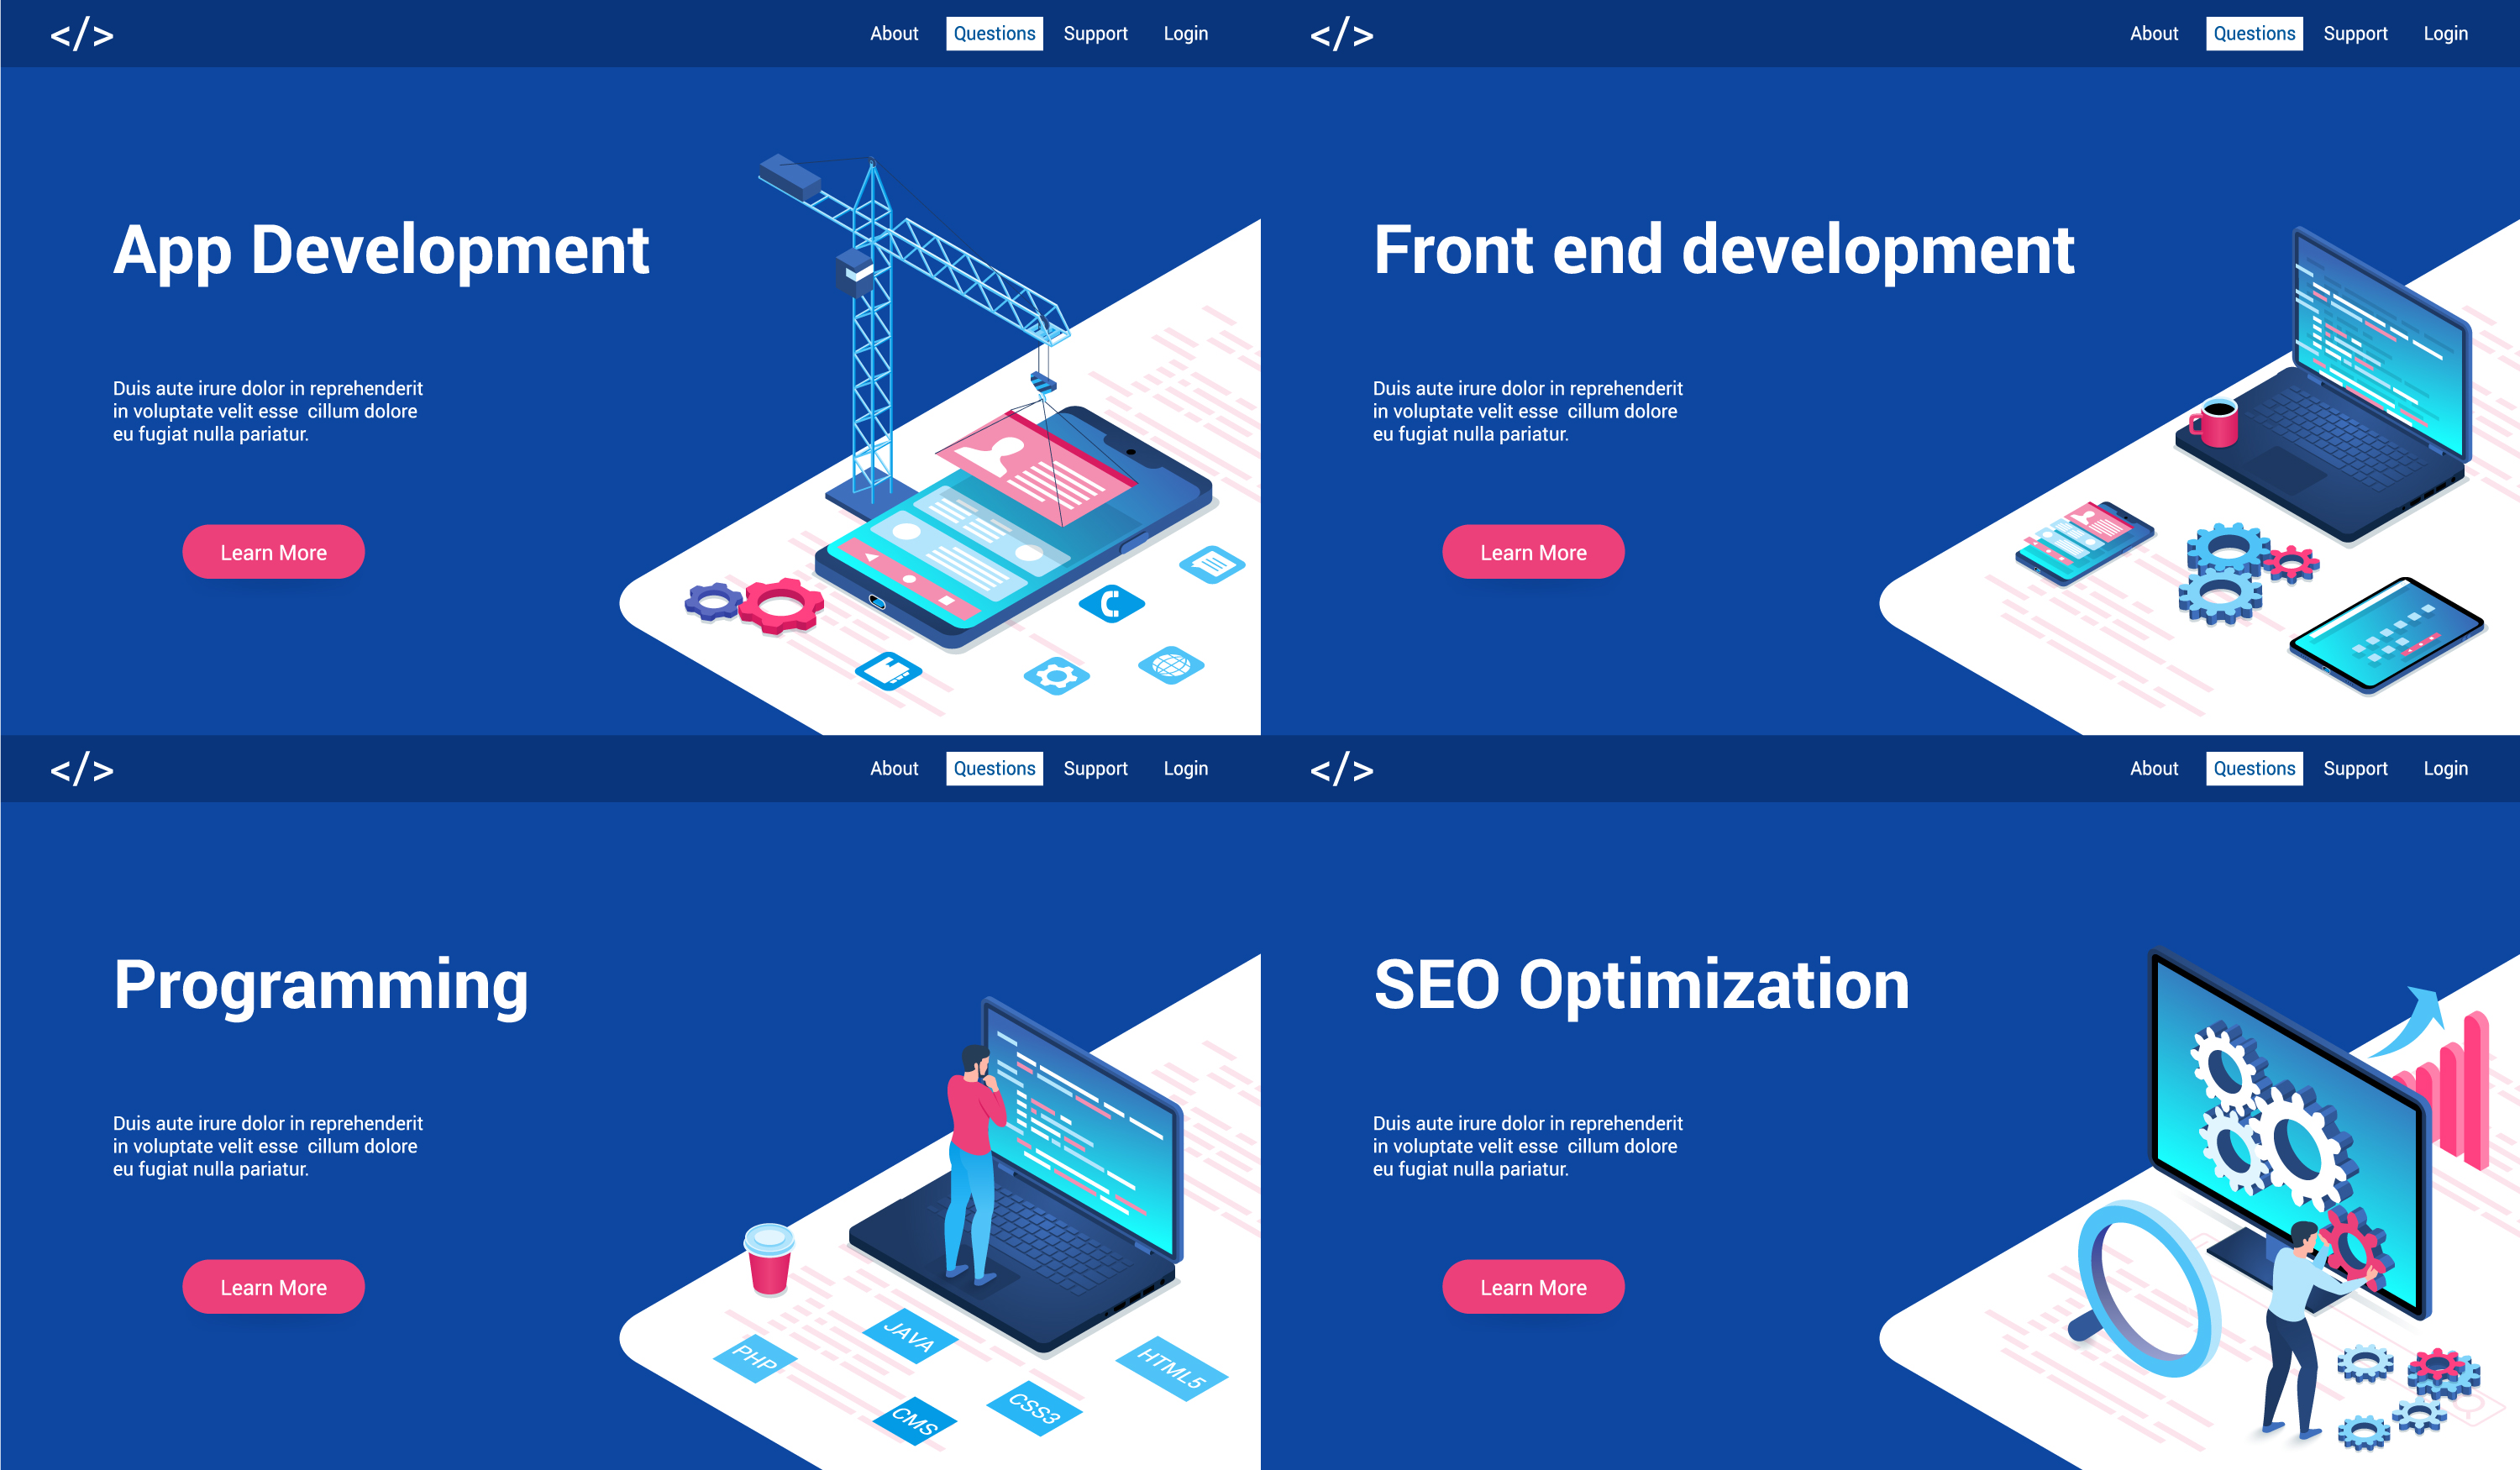 </> About Questions Support Login
App Development
Duis aute irure dolor in reprehenderit
in voluptate velit esse cillum dolore
eu fugiat nulla pariatur.
Learn More
</> About Questions Support Login
Front end development
Duis aute irure dolor in reprehenderit
in voluptate velit esse cillum dolore
eu fugiat nulla pariatur.
Learn More
</> About Questions Support Login
Programming
Duis aute irure dolor in reprehenderit
in voluptate velit esse cillum dolore
eu fugiat nulla pariatur.
Learn More
JAVA
PHP
HTML5
CSS3
CMS
</> About Questions Support Login
SEO Optimization
Duis aute irure dolor in reprehenderit
in voluptate velit esse cillum dolore
eu fugiat nulla pariatur.
Learn More